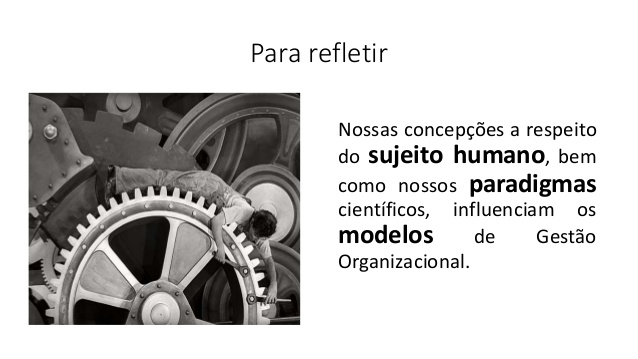 Para refletir
Nossas concepções a respeito
do sujeito humano, bem
como nossos paradigmas
científicos, influenciam os
modelos de Gestão
Organizacional.